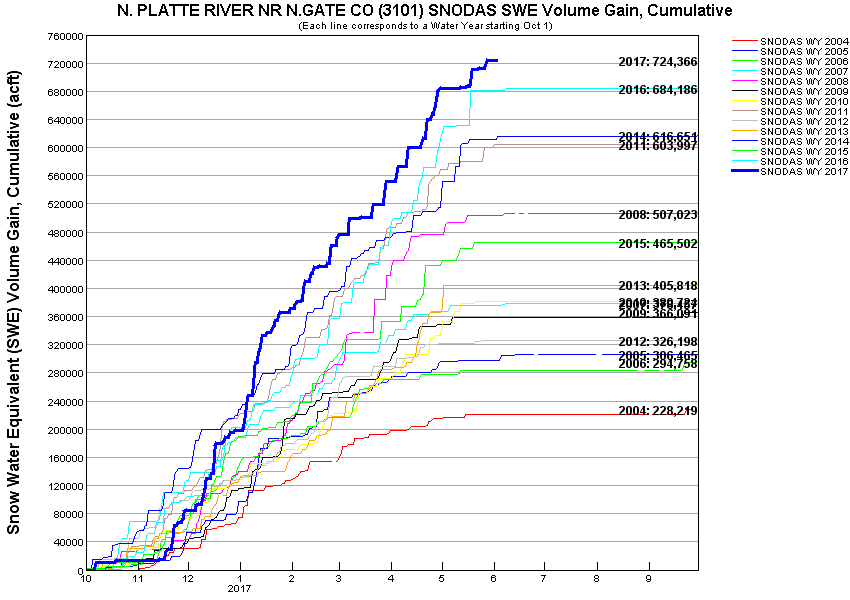 N. PLATTE RIVER NR N.GATE CO (3101) SNODAS SWE Volume Gain, Cumulative
(Each line corresponds to a Water Year starting Oct 1)
Snow Water Equivalent (SWE) Volume Gain, Cumulative (acft)
760000
720000
680000
640000
600000
560000
520000
480000
440000
400000
360000
320000
280000
240000
200000
160000
120000
80000
40000
0
2017: 724,366
2016: 684,186
2014: 616,651
2011: 603,997
2008: 507,023
2015: 465,502
2013: 405,818
2009: 366,091
2012: 326,198
2005: 306,465
2006: 294,758
2004: 228,219
10 11 12 1 2 3 4 5 6 7 8 9
2017
SNODAS WY 2004
SNODAS WY 2005
SNODAS WY 2006
SNODAS WY 2007
SNODAS WY 2008
SNODAS WY 2009
SNODAS WY 2010
SNODAS WY 2011
SNODAS WY 2012
SNODAS WY 2013
SNODAS WY 2014
SNODAS WY 2015
SNODAS WY 2016
SNODAS WY 2017